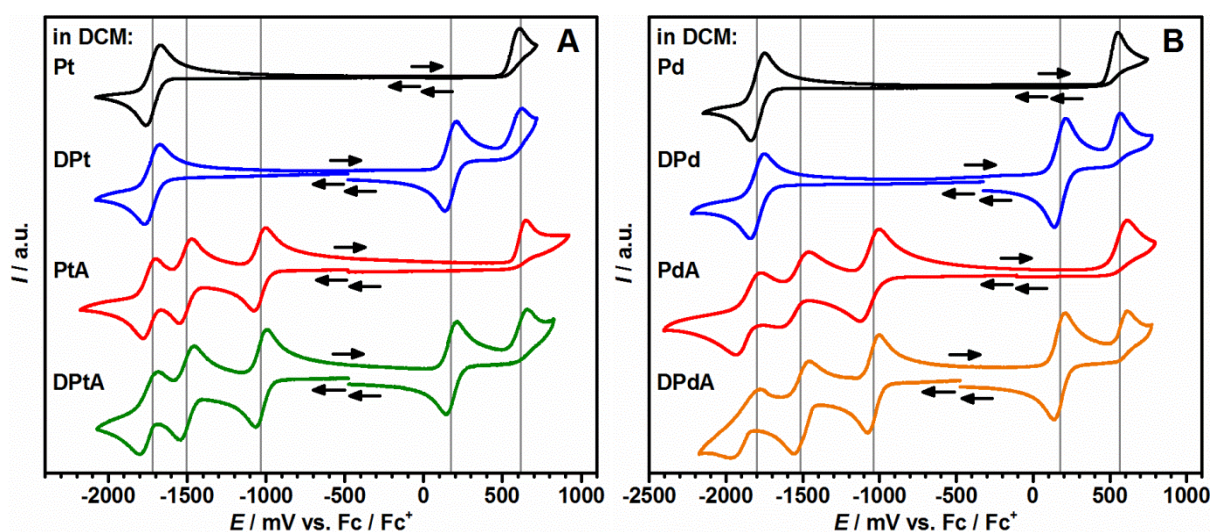 in DCM:
A
Pt
DPt
PtA
DPtA
I / a.u.
-2000 -1500 -1000 -500 0 500 1000
E / mV vs. Fc / Fc+
in DCM:
B
Pd
DPd
PdA
DPdA
I / a.u.
-2500 -2000 -1500 -1000 -500 0 500 1000
E / mV vs. Fc / Fc+